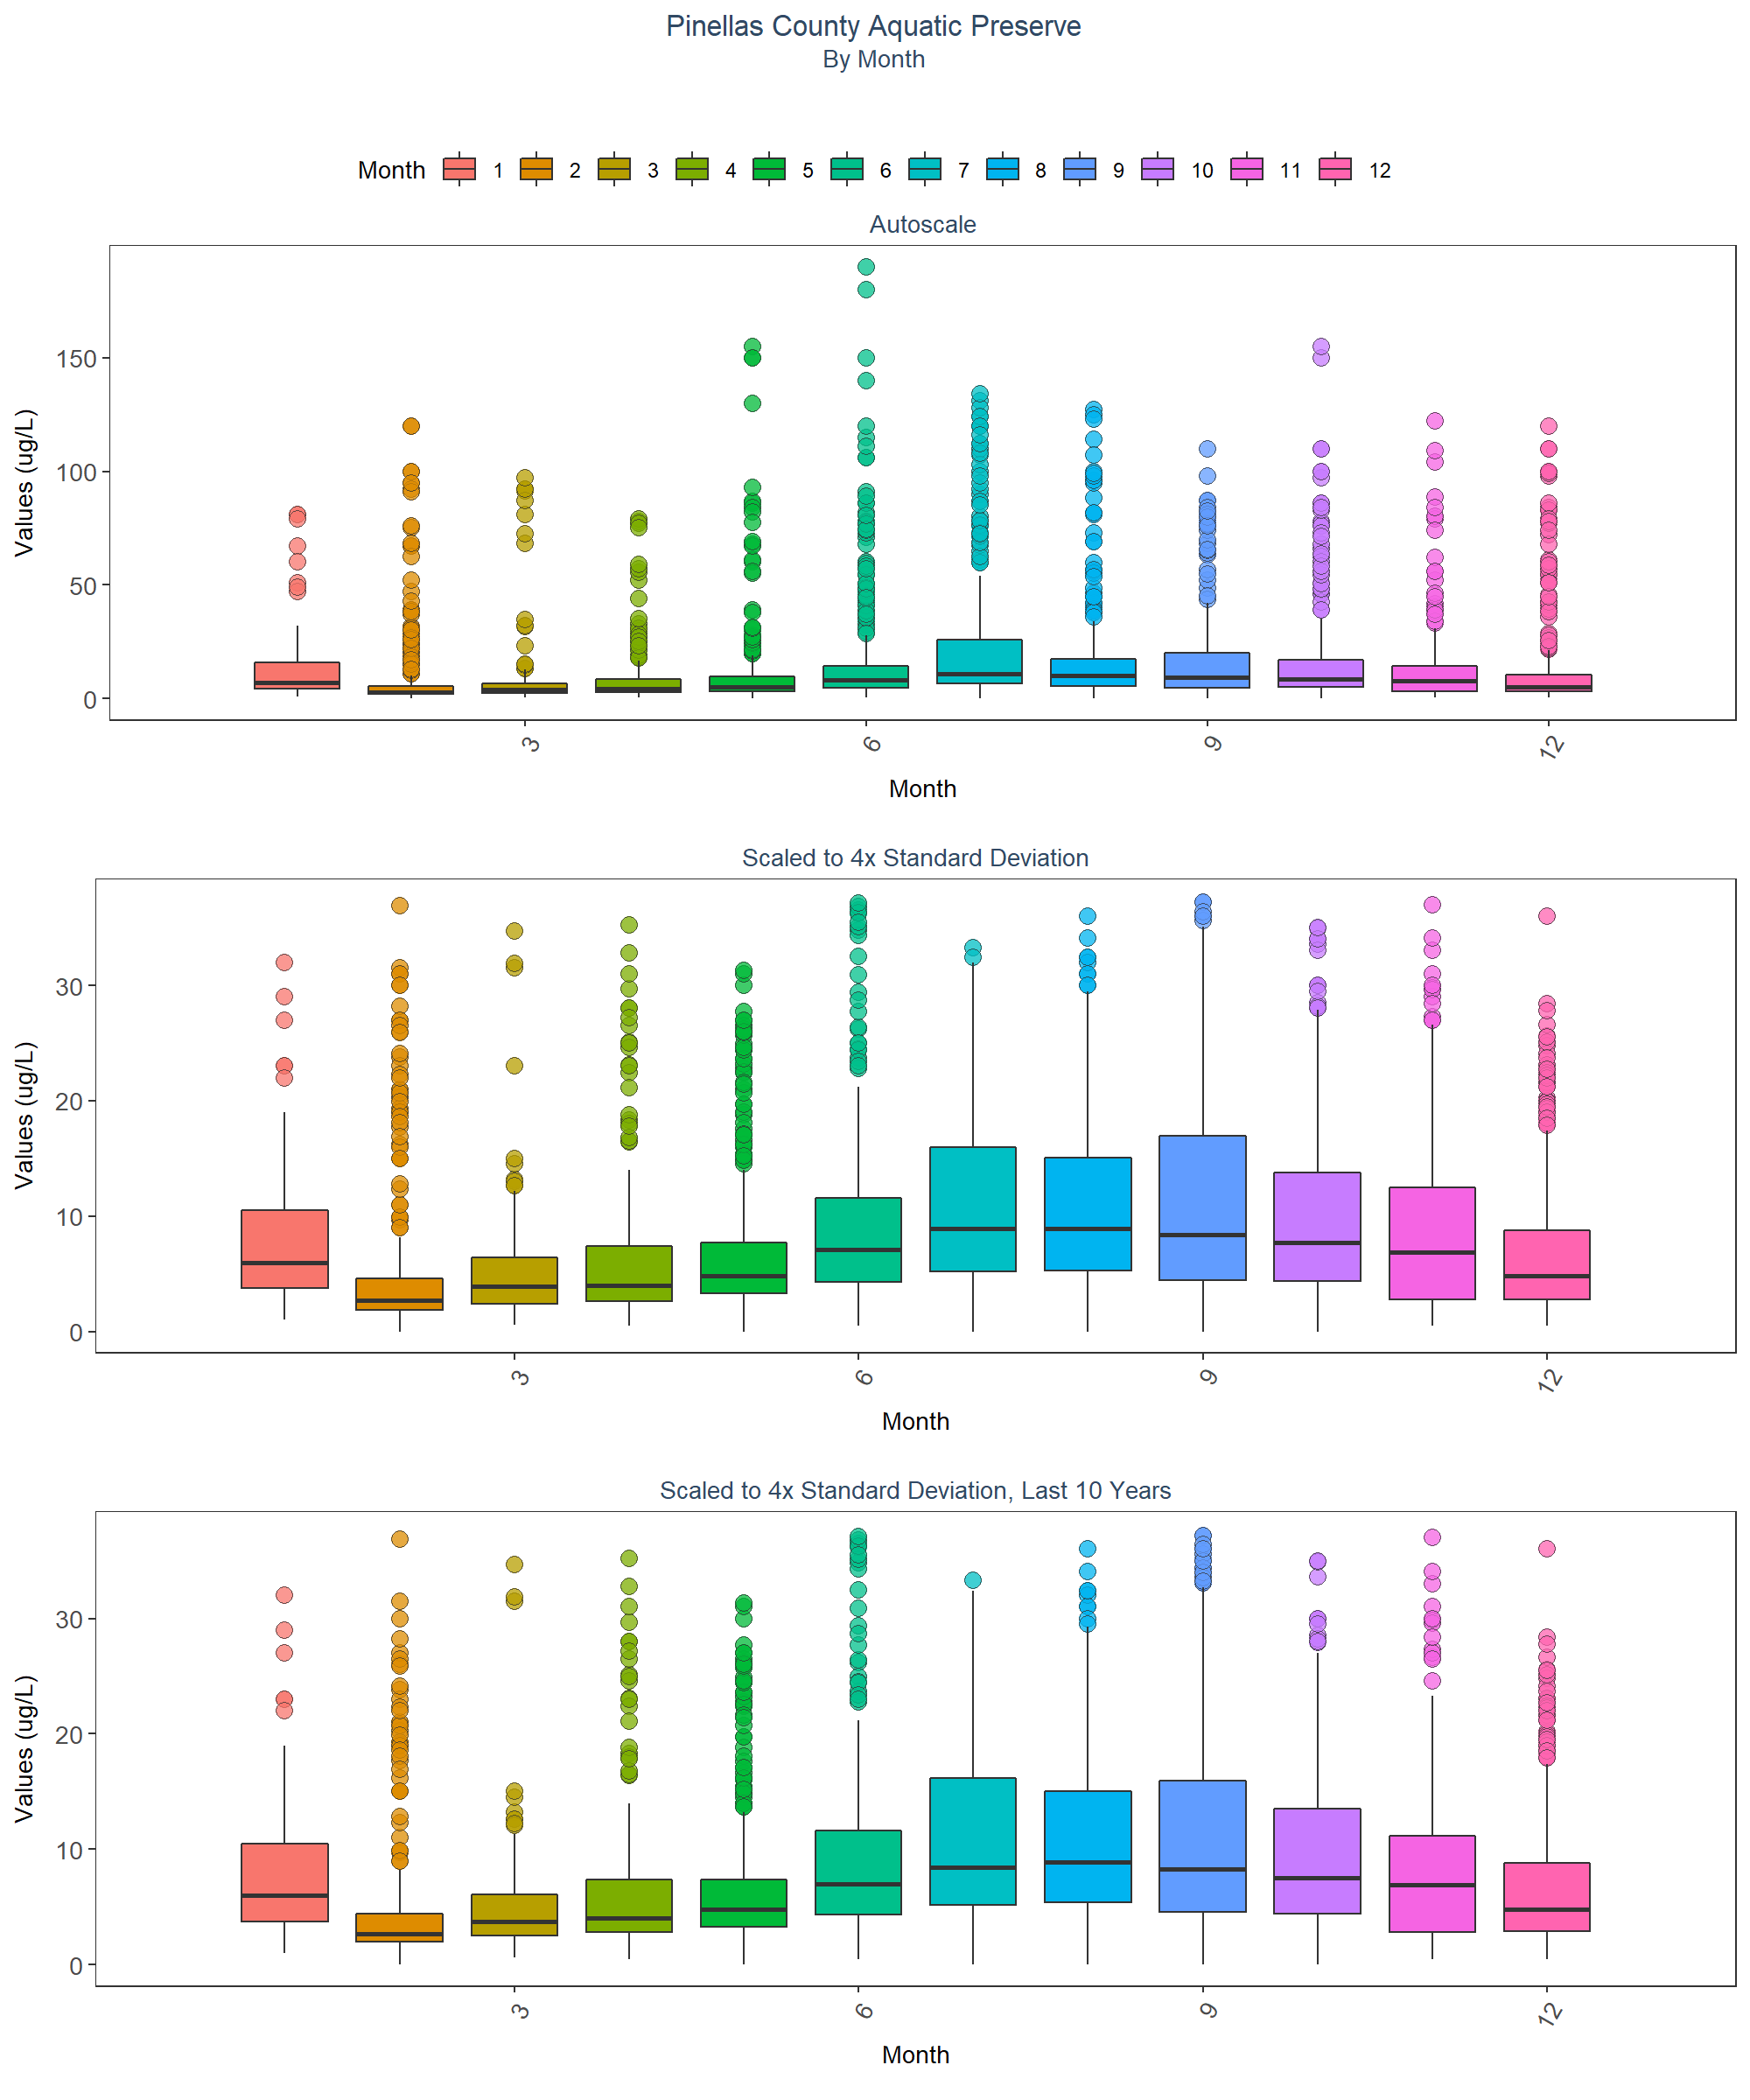 Pinellas County Aquatic Preserve
By Month
Month 1 2 3 4 5 6 7 8 9 10 11 12
Autoscale
Values (ug/L)
150
100
50
0
3 6 9 12
Month
Scaled to 4x Standard Deviation
Values (ug/L)
30
20
10
0
3 6 9 12
Month
Scaled to 4x Standard Deviation, Last 10 Years
Values (ug/L)
30
20
10
0
3 6 9 12
Month